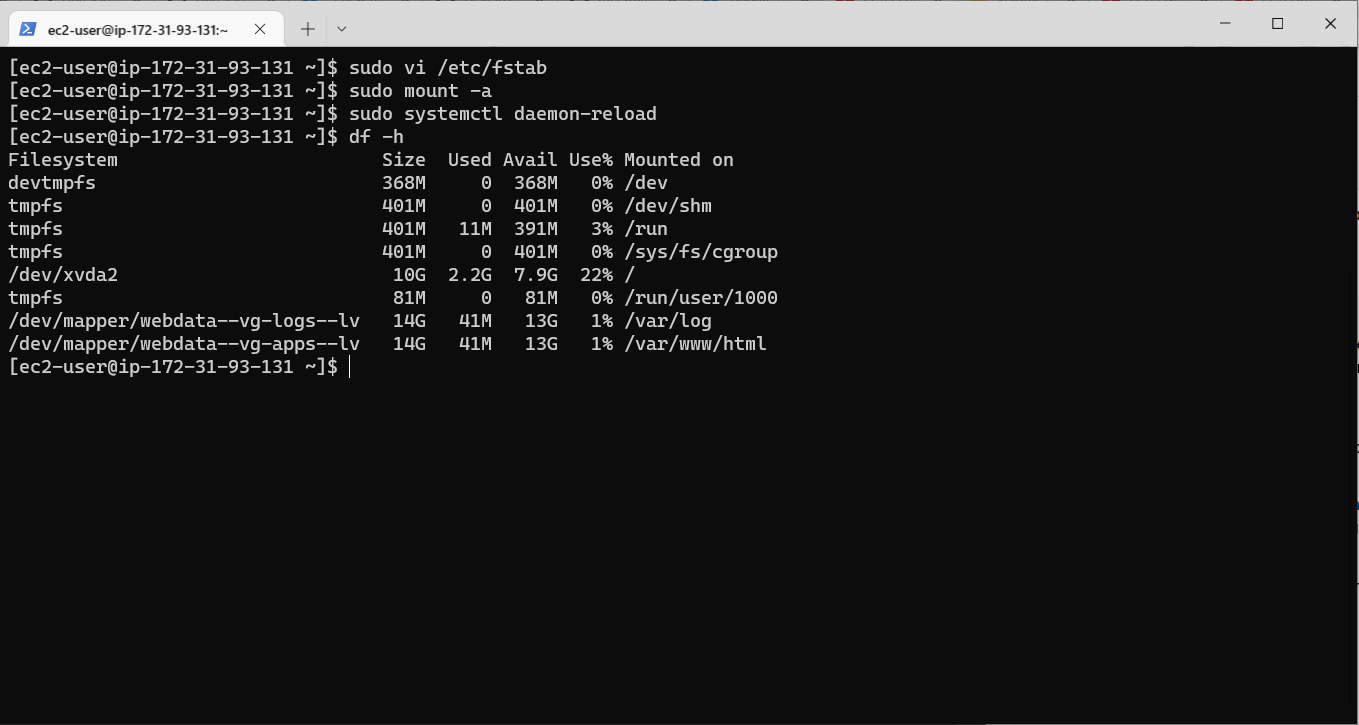 ec2-user@ip-172-31-93-131:~
[ec2-user@ip-172-31-93-131 ~]$ sudo vi /etc/fstab
[ec2-user@ip-172-31-93-131 ~]$ sudo mount -a
[ec2-user@ip-172-31-93-131 ~]$ sudo systemctl daemon-reload
[ec2-user@ip-172-31-93-131 ~]$ df -h
Filesystem                        Size  Used Avail Use% Mounted on
devtmpfs                          368M     0  368M   0% /dev
tmpfs                             401M     0  401M   0% /dev/shm
tmpfs                             401M   11M  391M   3% /run
tmpfs                             401M     0  401M   0% /sys/fs/cgroup
/dev/xvda2                         10G  2.2G  7.9G  22% /
tmpfs                              81M     0   81M   0% /run/user/1000
/dev/mapper/webdata--vg-logs--lv   14G   41M   13G   1% /var/log
/dev/mapper/webdata--vg-apps--lv   14G   41M   13G   1% /var/www/html
[ec2-user@ip-172-31-93-131 ~]$